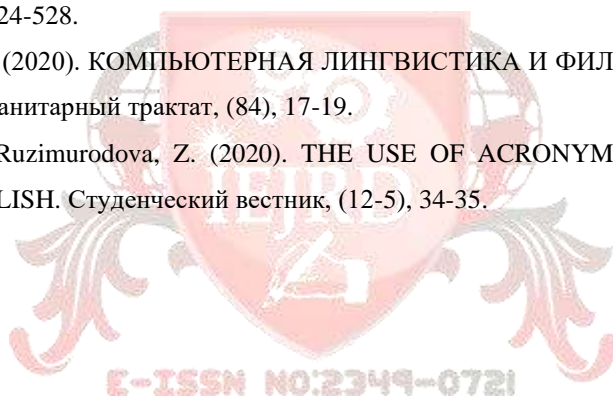 24-528.
(2020). КОМПЬЮТЕРНАЯ ЛИНГВИСТИКА И ФИЛ
анитарный трактат, (84), 17-19.
Ruzimurodova, Z. (2020). THE USE OF ACRONYM
LISH. Студенческий вестник, (12-5), 34-35.
IEJRD
E-ISSN NO:2349-0721